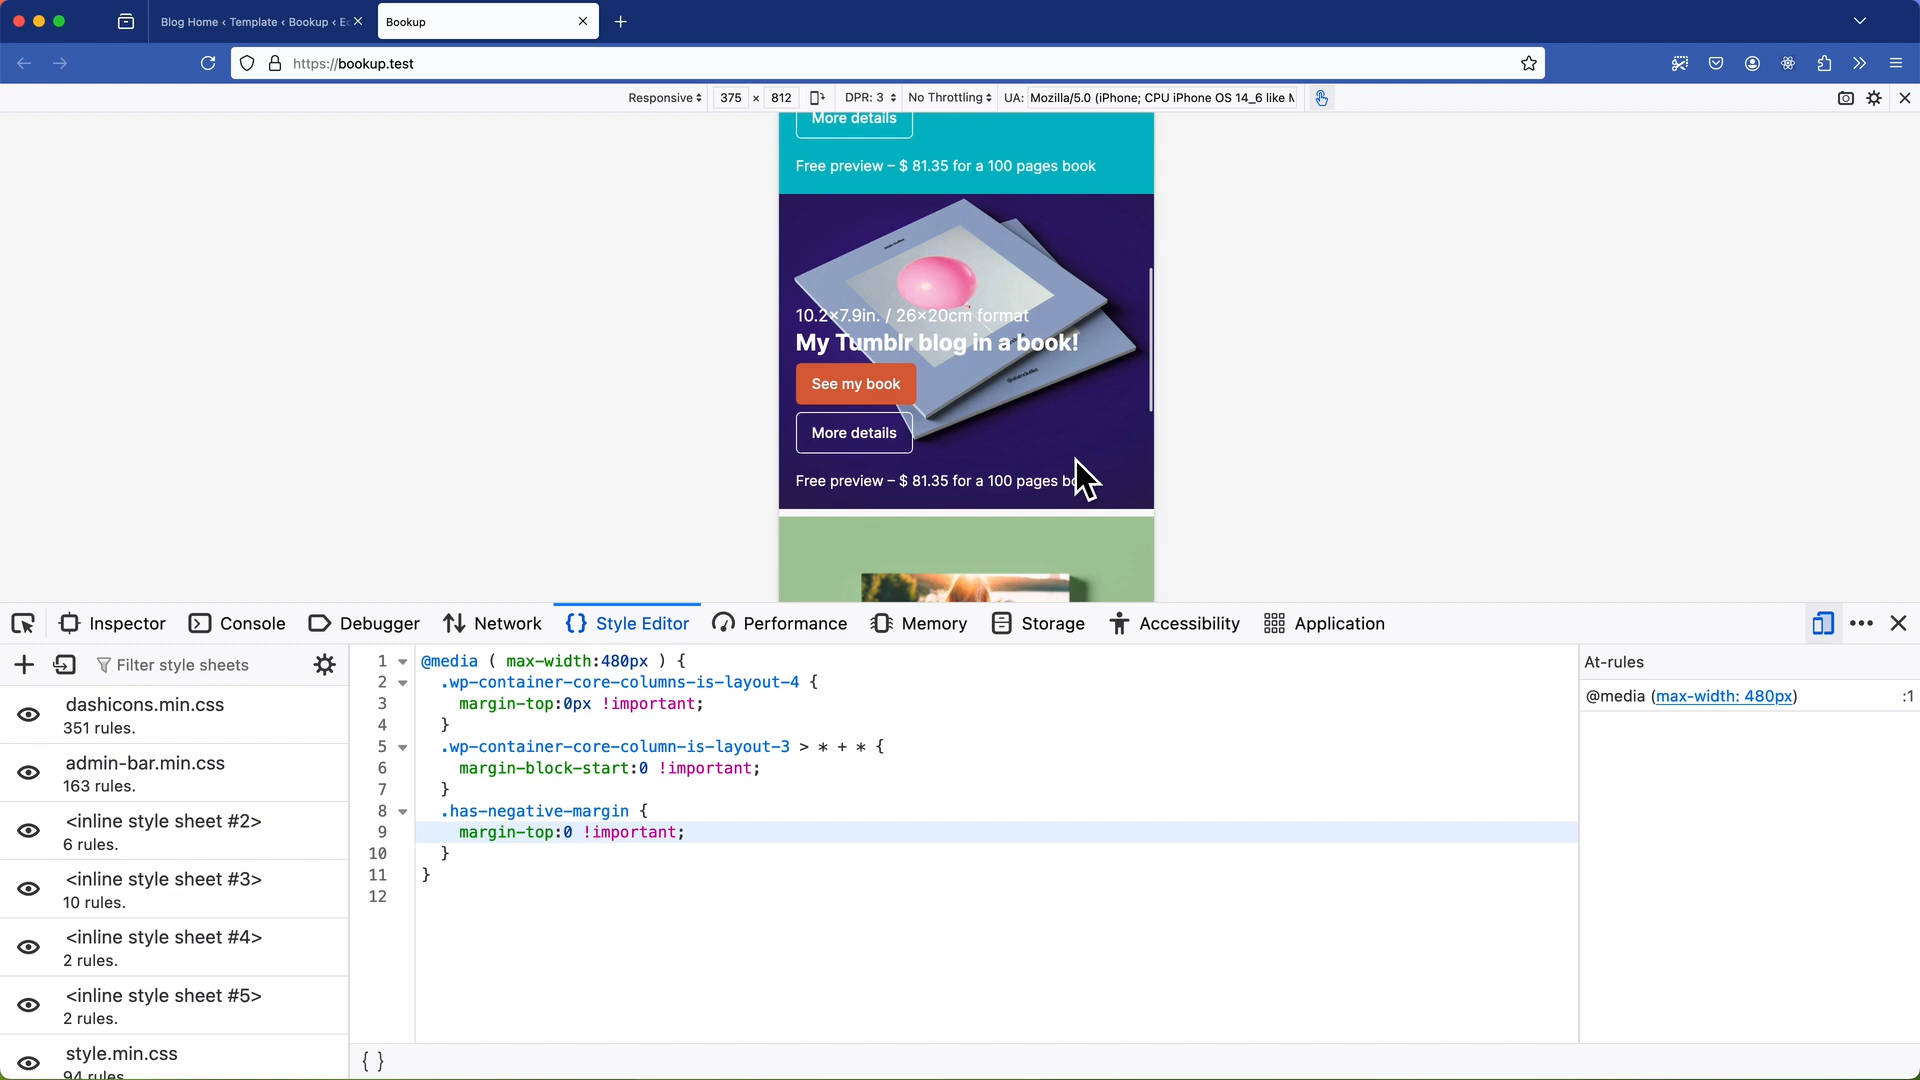 Blog Home ‹ Template ‹ Bookup ‹ E
Bookup
https://bookup.test
Responsive 375 × 812 DPR: 3 No Throttling UA: Mozilla/5.0 (iPhone; CPU iPhone OS 14_6 like M
More details
Free preview – $ 81.35 for a 100 pages book
10.2×7.9in. / 26×20cm format
My Tumblr blog in a book!
See my book
More details
Free preview – $ 81.35 for a 100 pages bo
Inspector Console Debugger Network Style Editor Performance Memory Storage Accessibility Application
Filter style sheets
dashicons.min.css
351 rules.
admin-bar.min.css
163 rules.
<inline style sheet #2>
6 rules.
<inline style sheet #3>
10 rules.
<inline style sheet #4>
2 rules.
<inline style sheet #5>
2 rules.
style.min.css
94 rules.
1 @media ( max-width:480px ) {
2 .wp-container-core-columns-is-layout-4 {
3 margin-top:0px !important;
4 }
5 .wp-container-core-column-is-layout-3 > * + * {
6 margin-block-start:0 !important;
7 }
8 .has-negative-margin {
9 margin-top:0 !important;
10 }
11 }
12
{ }
At-rules
@media (max-width: 480px) :1